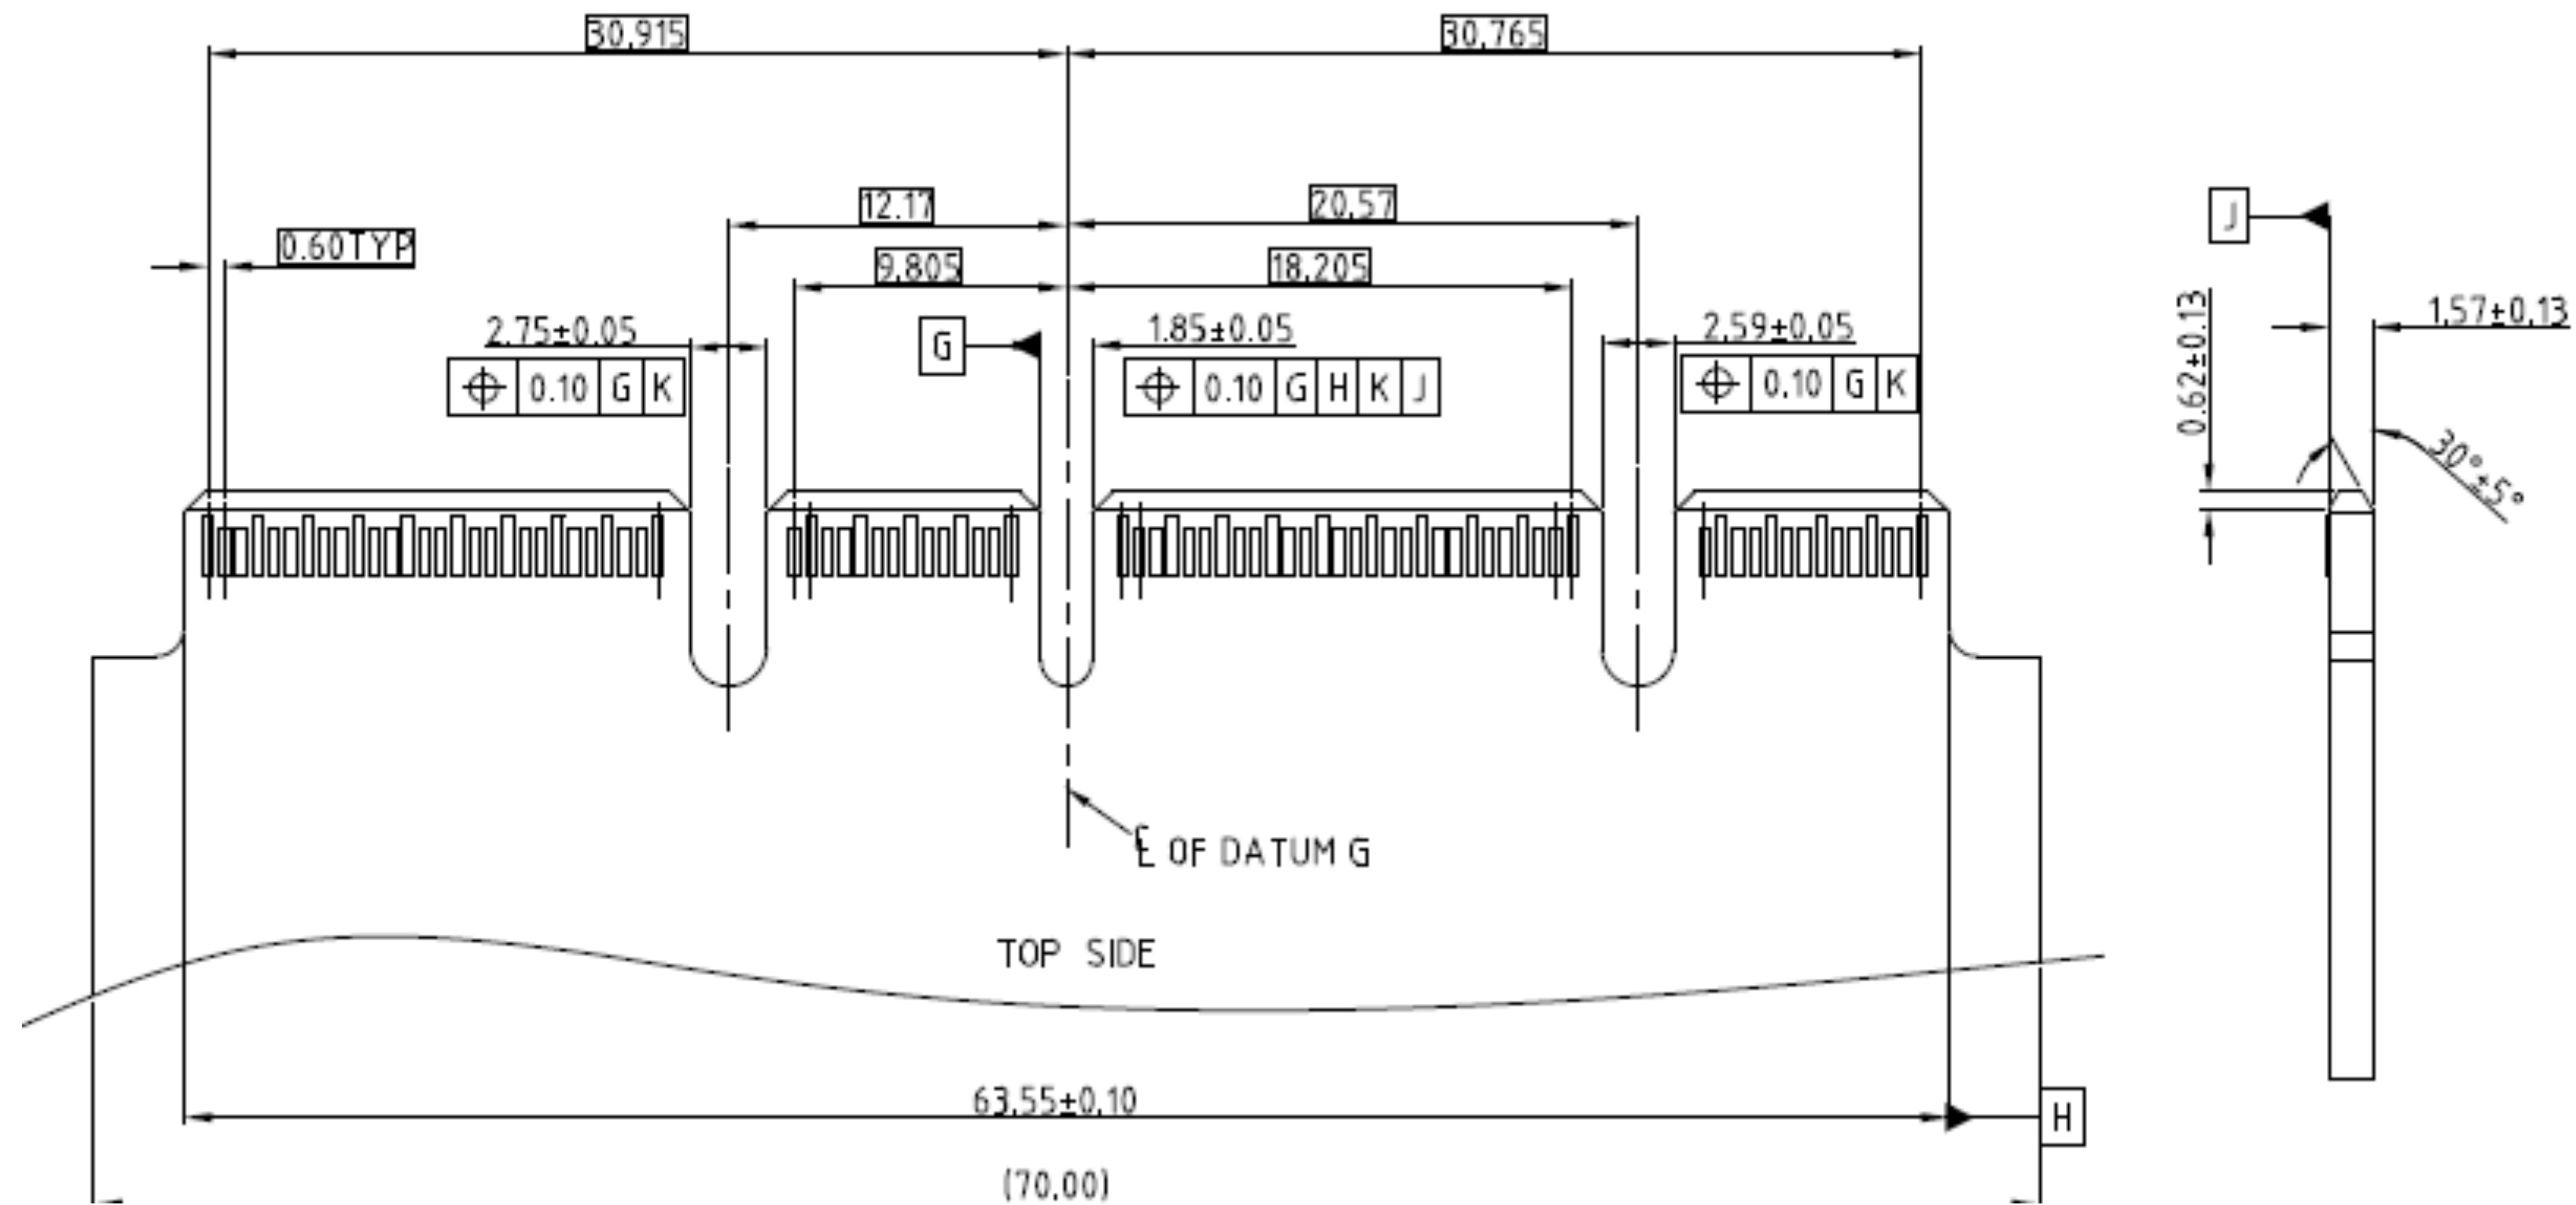 30,915
30,765
12.17
20,57
0.60TYP
9,805
18,205
J
2,75±0,05
G
1.85±0.05
2,59±0,05
1,57±0,13
0.62±0.13
⌖ 0.10 G K
⌖ 0.10 G H K J
⌖ 0,10 G K
30°±5°
℄ OF DATUM G
TOP SIDE
63,55±0,10
H
(70,00)